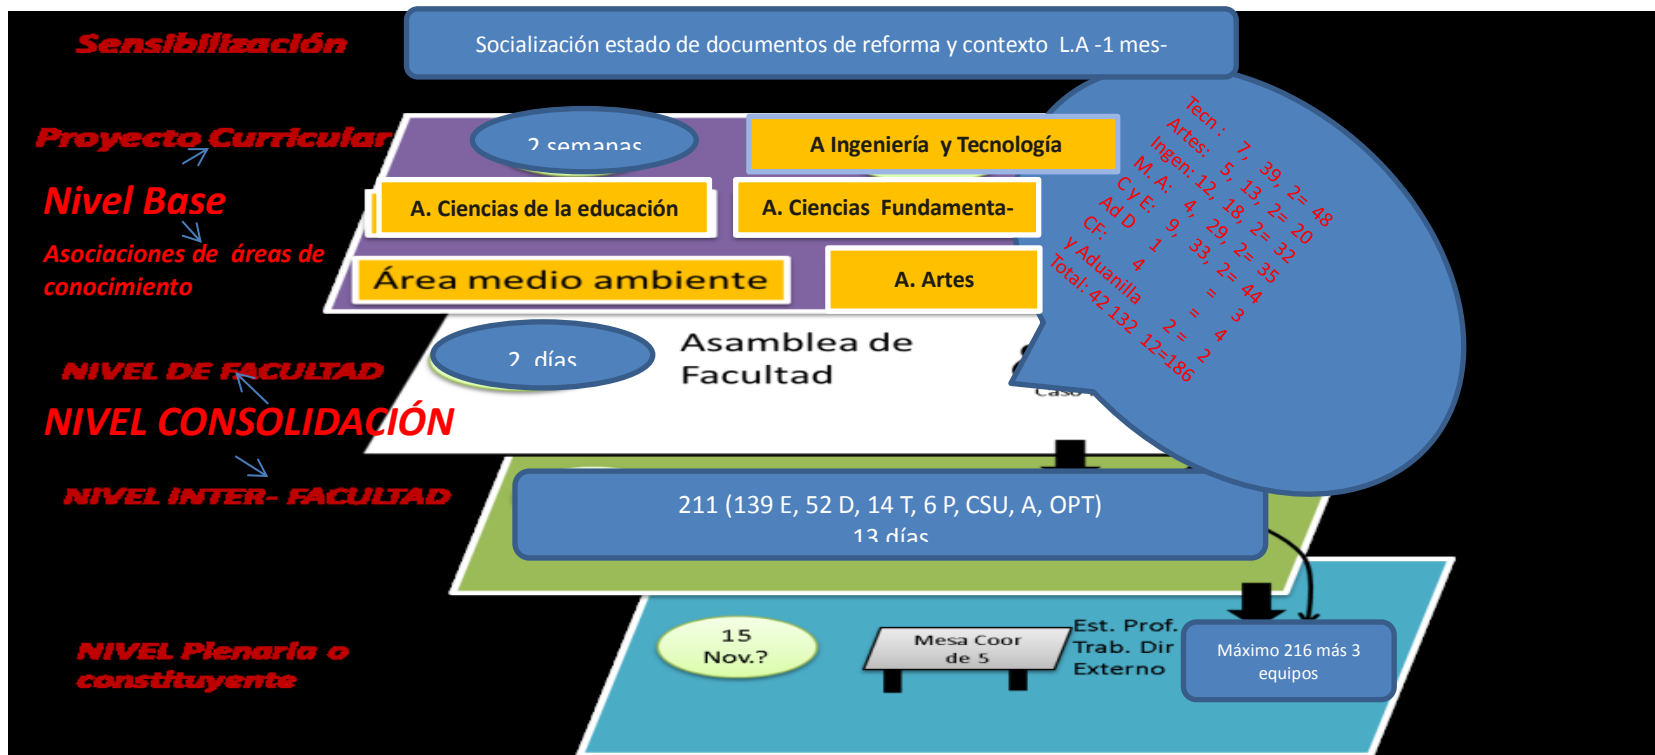 Sensibilización
Socialización estado de documentos de reforma y contexto L.A -1 mes-
Proyecto Curricular
2 semanas
A Ingeniería y Tecnología
Nivel Base
A. Ciencias de la educación
A. Ciencias Fundamenta-
Asociaciones de áreas de
conocimiento
Área medio ambiente
A. Artes
Tecn : 7, 39, 2= 48
Artes: 5, 13, 2= 20
Ingen: 12, 18, 2= 32
M. A: 4, 29, 2= 35
C y E: 9, 33, 2= 44
Ad D 1 = 3
CF: 4 = 4
y Aduanilla 2 = 2
Total: 42 132 12=186
NIVEL DE FACULTAD
2 días
Asamblea de
Facultad
Caso
NIVEL CONSOLIDACIÓN
NIVEL INTER- FACULTAD
211 (139 E, 52 D, 14 T, 6 P, CSU, A, OPT)
13 días
NIVEL Plenaria o
constituyente
15
Nov.?
Mesa Coor
de 5
Est. Prof.
Trab. Dir
Externo
Máximo 216 más 3
equipos